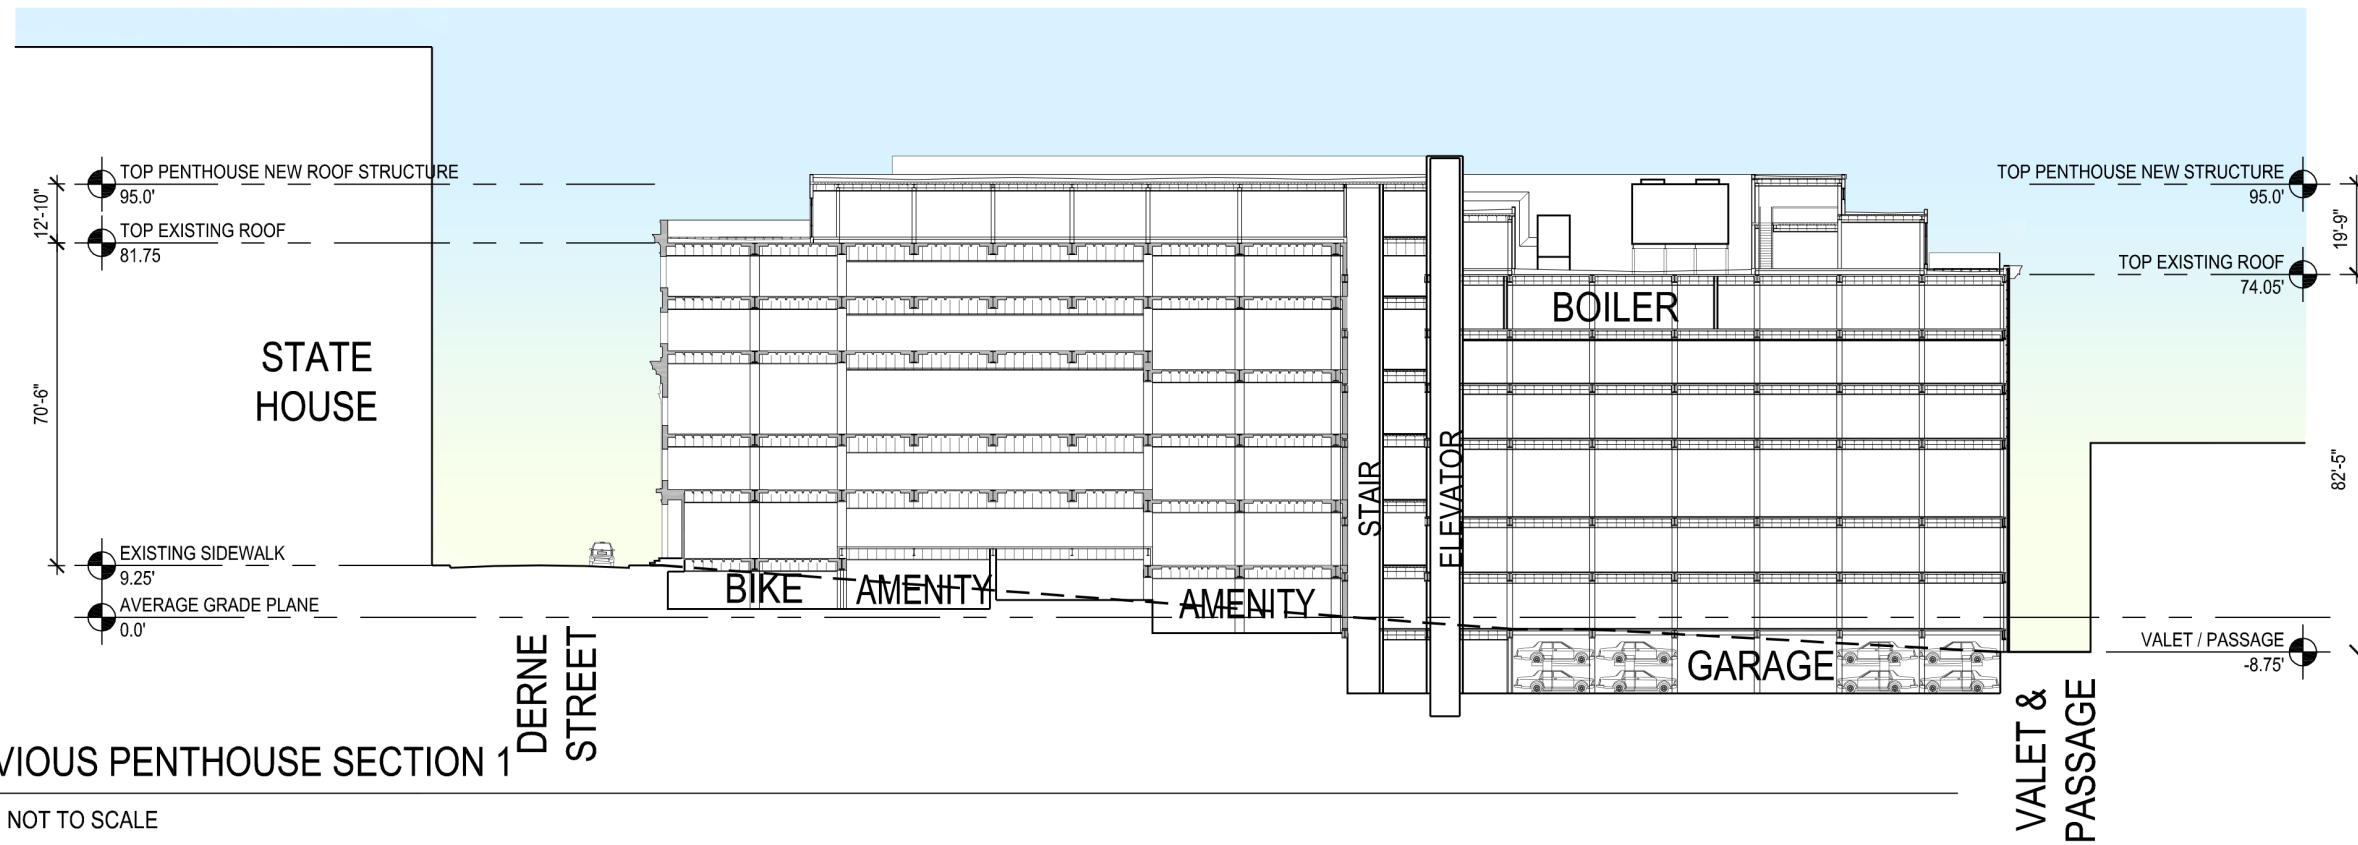 TOP PENTHOUSE NEW ROOF STRUCTURE
95.0'
12'-10"
TOP EXISTING ROOF
81.75
70'-6"
STATE
HOUSE
EXISTING SIDEWALK
9.25'
AVERAGE GRADE PLANE
0.0'
DERNE
STREET
BIKE
AMENITY
AMENITY
STAIR
ELEVATOR
BOILER
GARAGE
TOP PENTHOUSE NEW STRUCTURE
95.0'
19'-9"
TOP EXISTING ROOF
74.05'
82'-5"
VALET / PASSAGE
-8.75'
VALET &
PASSAGE
VIOUS PENTHOUSE SECTION 1
NOT TO SCALE